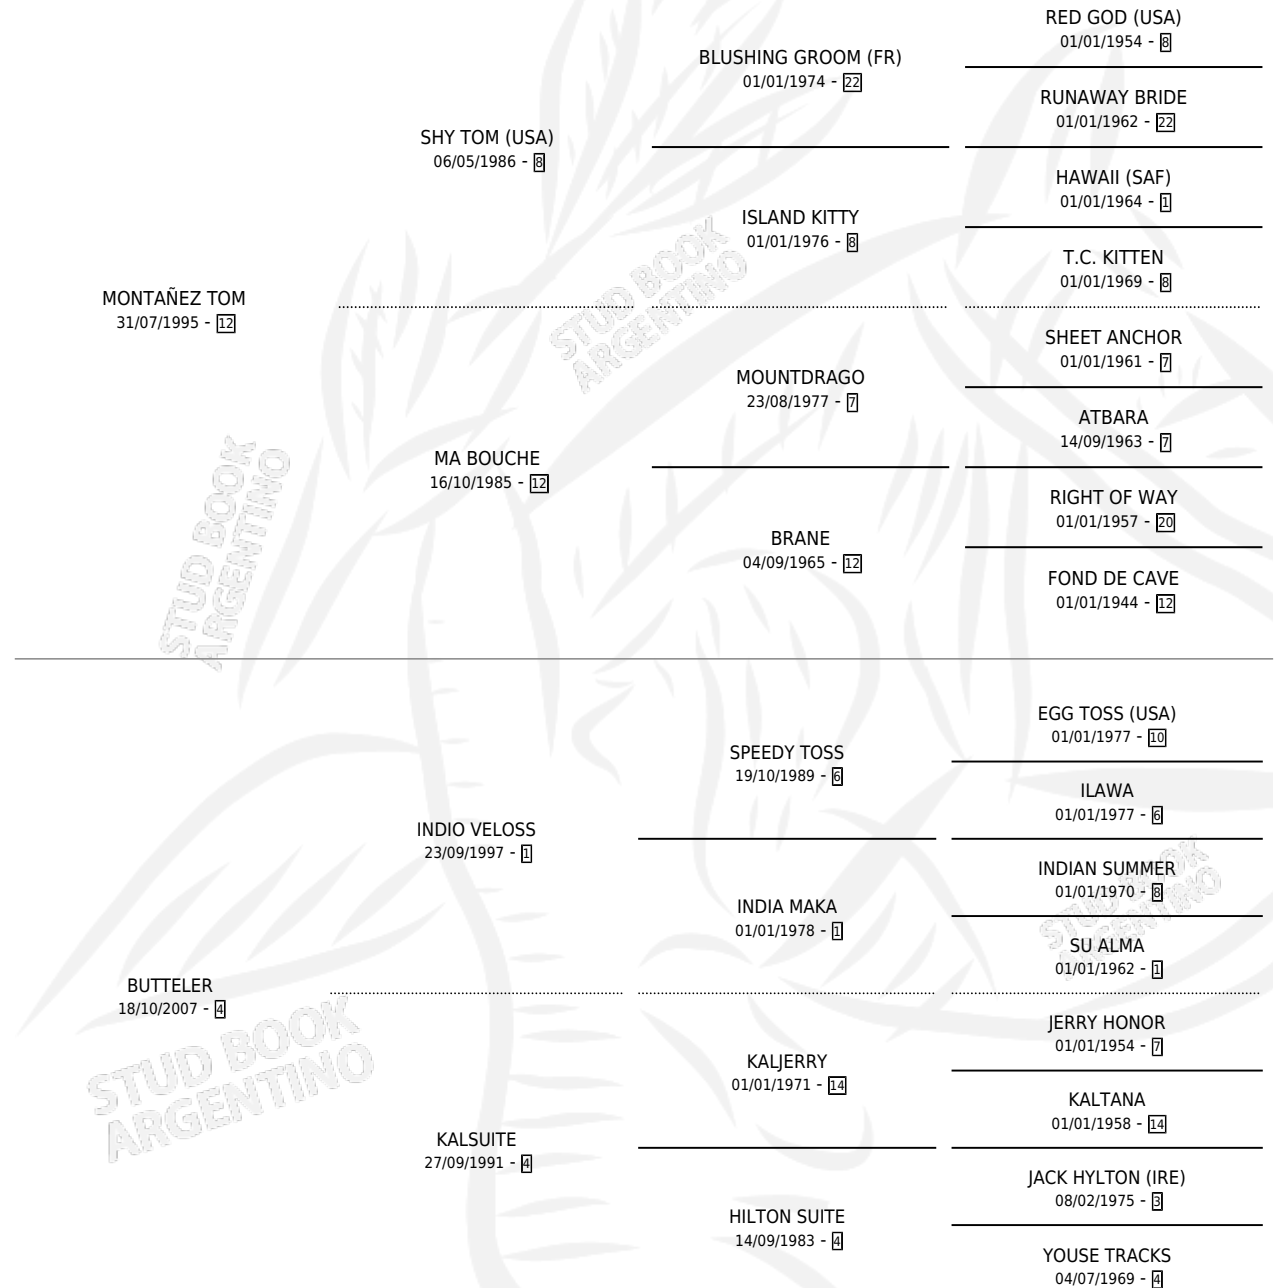 RED GOD (USA)
01/01/1954 - 8
BLUSHING GROOM (FR)
01/01/1974 - 22
RUNAWAY BRIDE
01/01/1962 - 22
SHY TOM (USA)
06/05/1986 - 8
HAWAII (SAF)
01/01/1964 - 1
ISLAND KITTY
01/01/1976 - 8
T.C. KITTEN
01/01/1969 - 8
MONTAÑEZ TOM
31/07/1995 - 12
SHEET ANCHOR
01/01/1961 - 7
MOUNTDRAGO
23/08/1977 - 7
ATBARA
14/09/1963 - 7
MA BOUCHE
16/10/1985 - 12
RIGHT OF WAY
01/01/1957 - 20
BRANE
04/09/1965 - 12
FOND DE CAVE
01/01/1944 - 12
EGG TOSS (USA)
01/01/1977 - 10
SPEEDY TOSS
19/10/1989 - 6
ILAWA
01/01/1977 - 6
INDIO VELOSS
23/09/1997 - 1
INDIAN SUMMER
01/01/1970 - 8
INDIA MAKA
01/01/1978 - 1
SU ALMA
01/01/1962 - 1
BUTTELER
18/10/2007 - 4
JERRY HONOR
01/01/1954 - 7
KALJERRY
01/01/1971 - 14
KALTANA
01/01/1958 - 14
KALSUITE
27/09/1991 - 4
JACK HYLTON (IRE)
08/02/1975 - 3
HILTON SUITE
14/09/1983 - 4
YOUSE TRACKS
04/07/1969 - 4
STUD BOOK
ARGENTINO
STUD BOOK
ARGENTINO
STUD BOOK
ARGENTINO
STUD BOOK
ARGENTINO